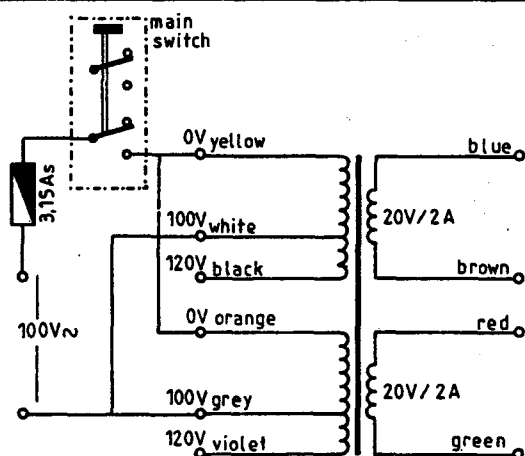 main
switch
3,15As
100V~
0V yellow
100V white
120V black
0V orange
100V grey
120V violet
20V/2A
20V/2A
blue
brown
red
green